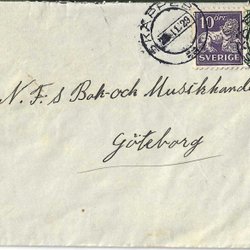 10 ÖRE
SVERIGE
N. F. S Bok- och Musikhandel
Göteborg